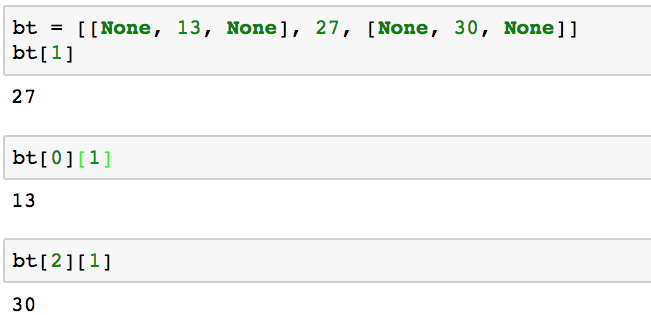 bt = [[None, 13, None], 27, [None, 30, None]]
bt[1]
27
bt[0][1]
13
bt[2][1]
30